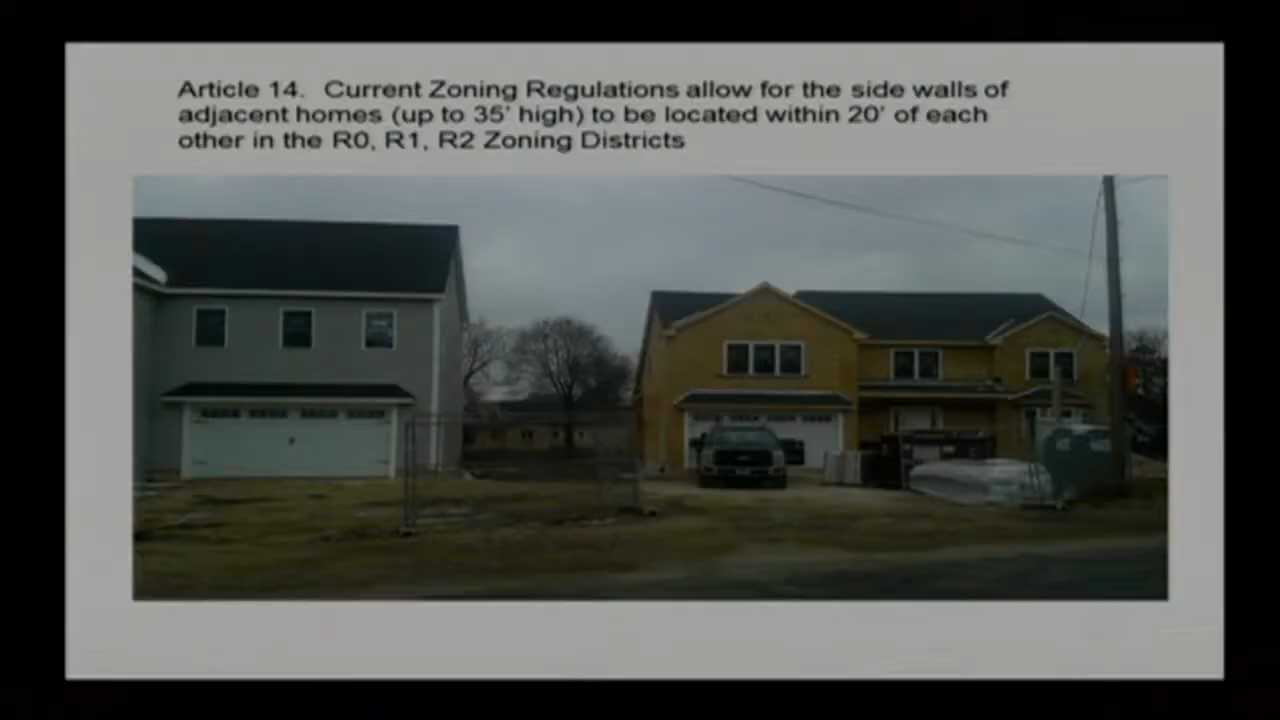 Article 14. Current Zoning Regulations allow for the side walls of
adjacent homes (up to 35' high) to be located within 20' of each
other in the R0, R1, R2 Zoning Districts